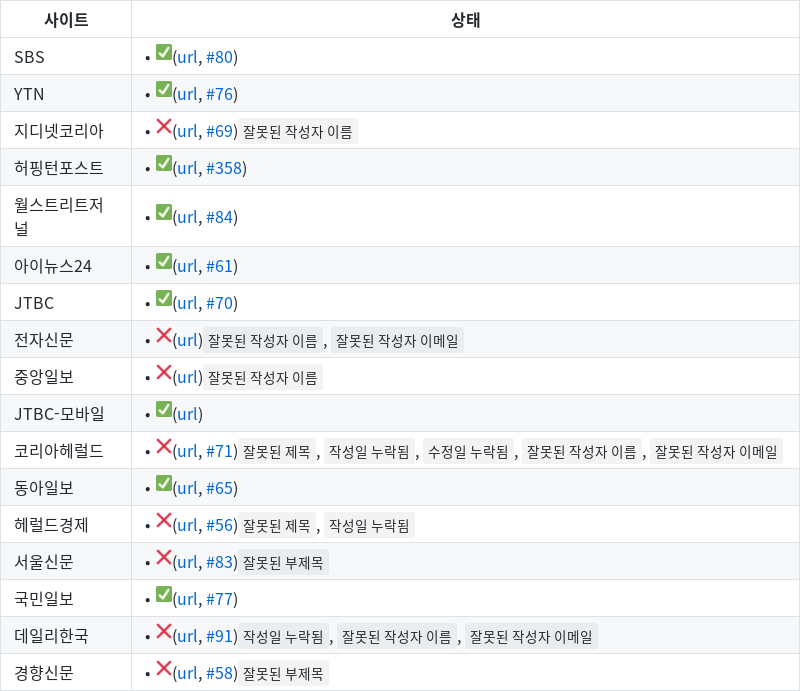 사이트 상태
SBS • ✅(url, #80)
YTN • ✅(url, #76)
지디넷코리아 • ❌(url, #69) 잘못된 작성자 이름
허핑턴포스트 • ✅(url, #358)
월스트리트저
널 • ✅(url, #84)
아이뉴스24 • ✅(url, #61)
JTBC • ✅(url, #70)
전자신문 • ❌(url) 잘못된 작성자 이름 , 잘못된 작성자 이메일
중앙일보 • ❌(url) 잘못된 작성자 이름
JTBC-모바일 • ✅(url)
코리아헤럴드 • ❌(url, #71) 잘못된 제목 , 작성일 누락됨 , 수정일 누락됨 , 잘못된 작성자 이름 , 잘못된 작성자 이메일
동아일보 • ✅(url, #65)
헤럴드경제 • ❌(url, #56) 잘못된 제목 , 작성일 누락됨
서울신문 • ❌(url, #83) 잘못된 부제목
국민일보 • ✅(url, #77)
데일리한국 • ❌(url, #91) 작성일 누락됨 , 잘못된 작성자 이름 , 잘못된 작성자 이메일
경향신문 • ❌(url, #58) 잘못된 부제목